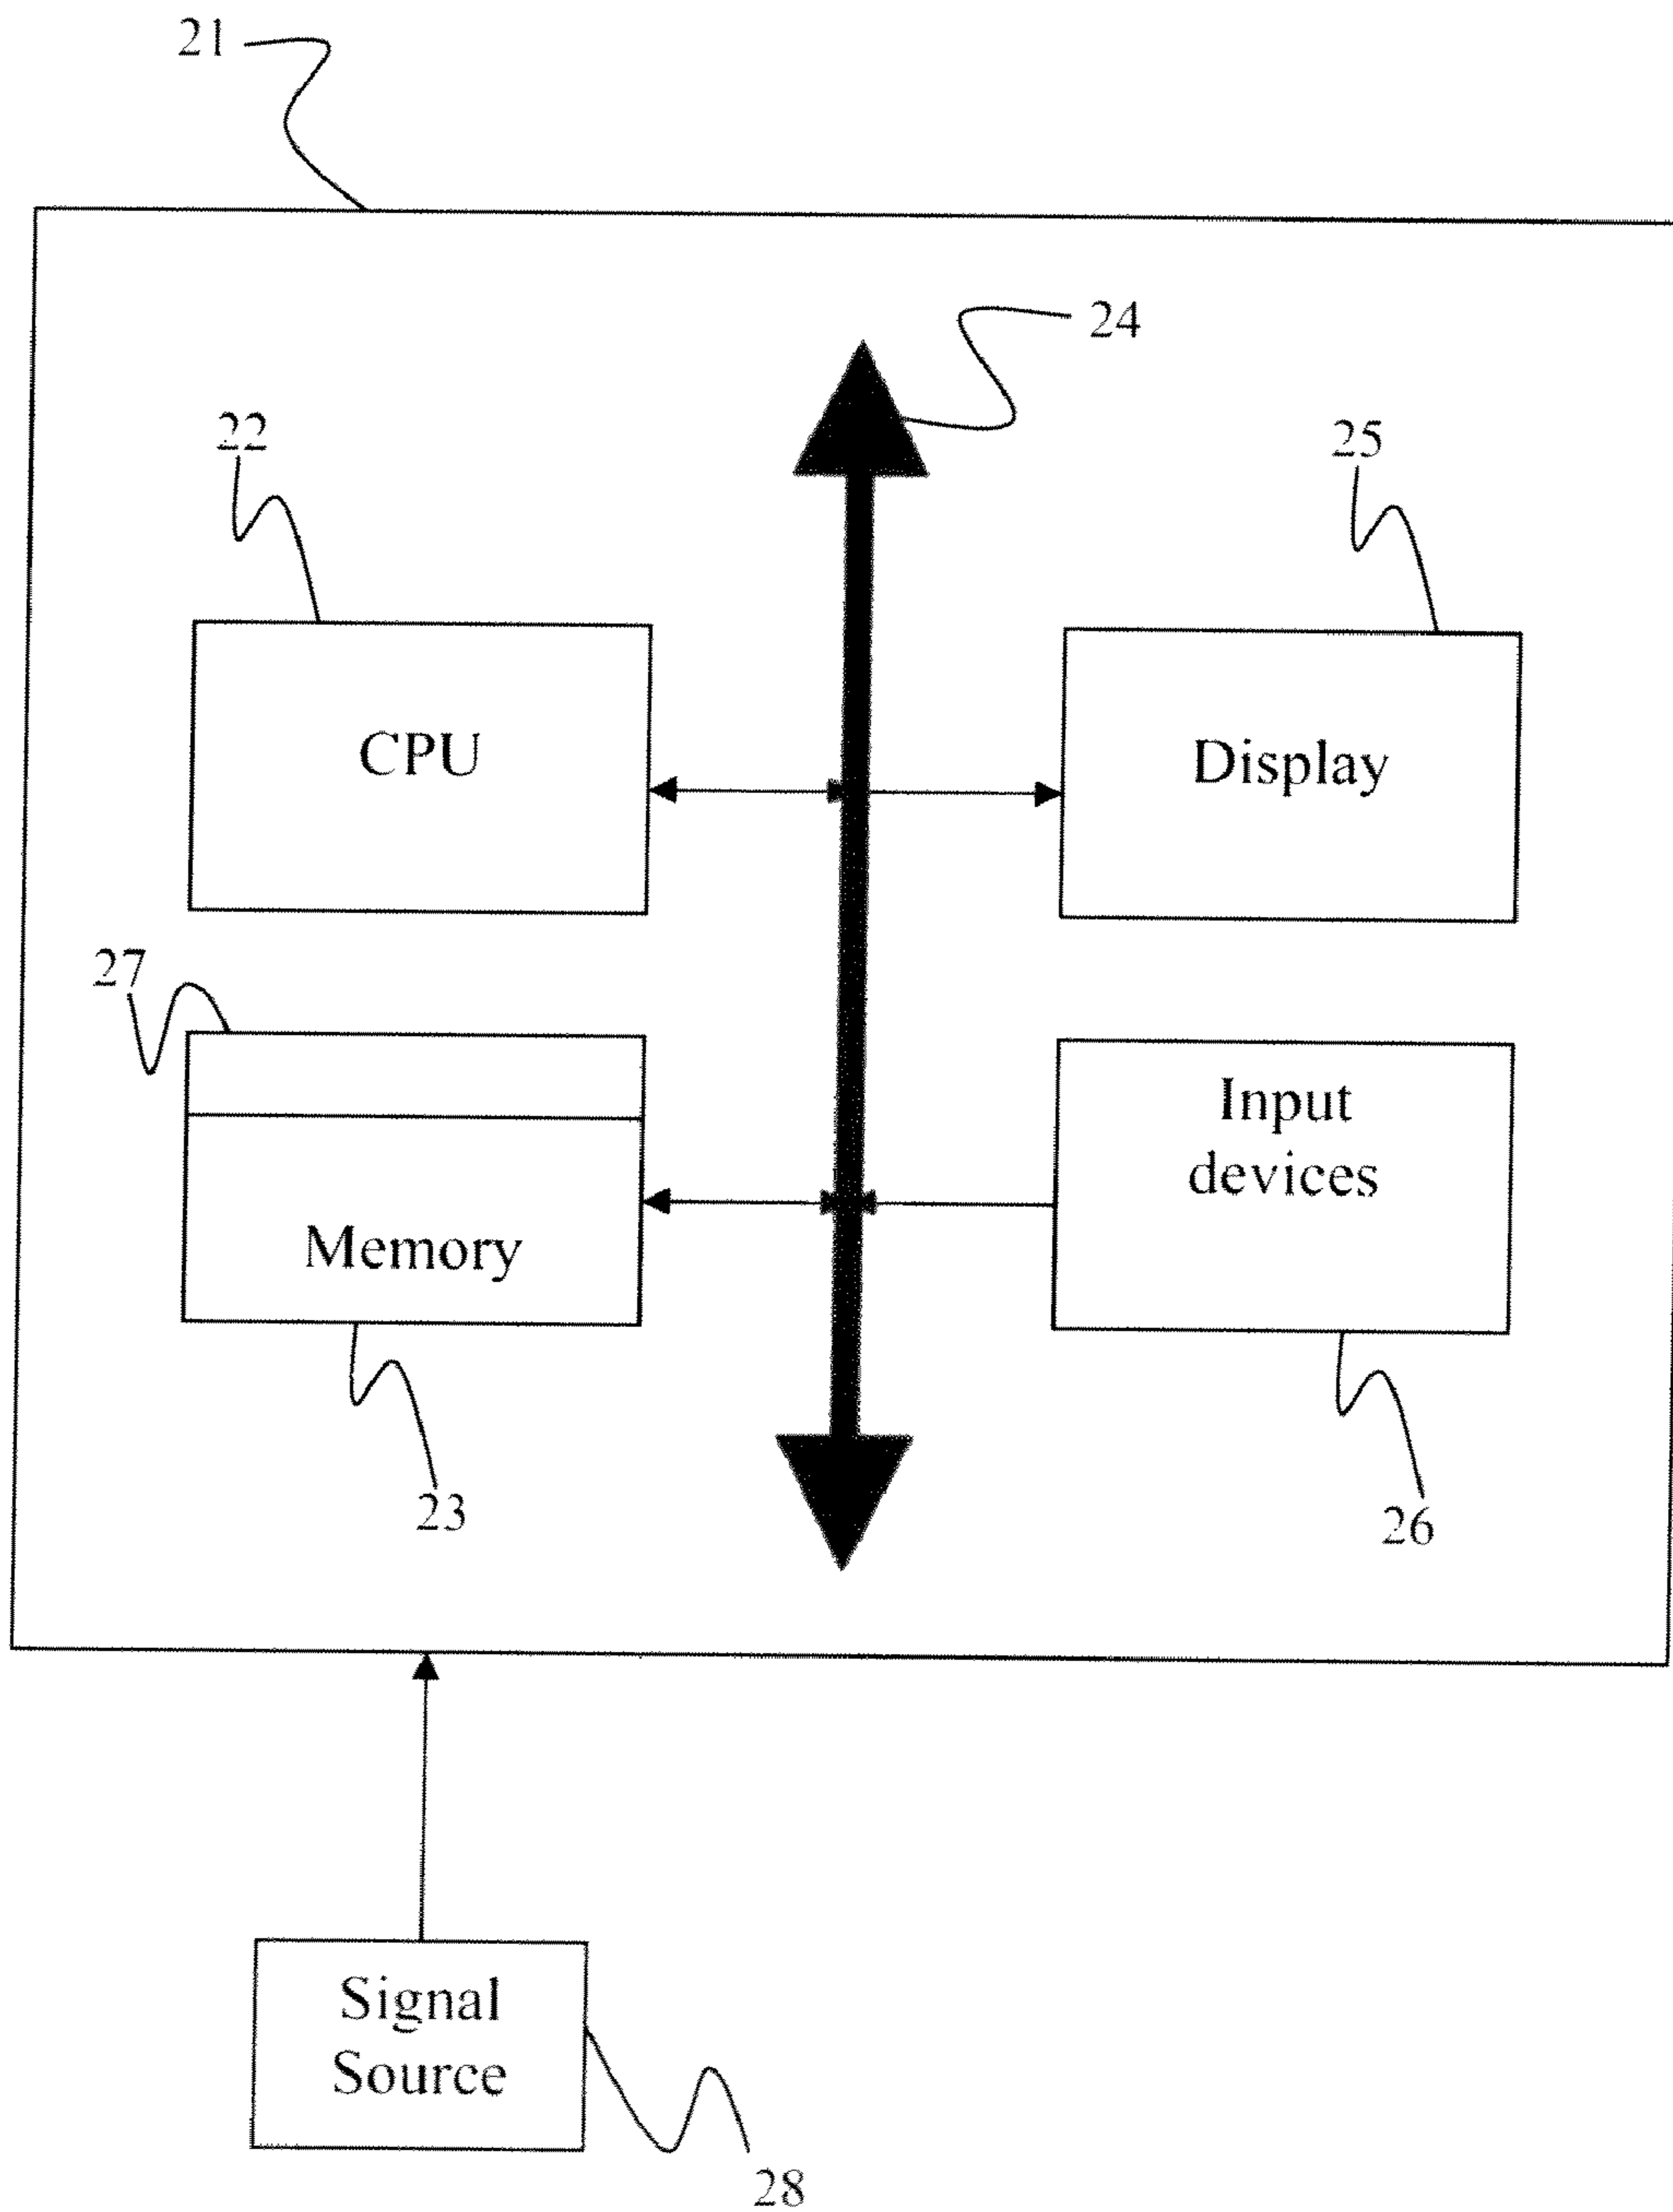 21
24
22
25
CPU
Display
27
Input
devices
Memory
23
26
Signal
Source
28